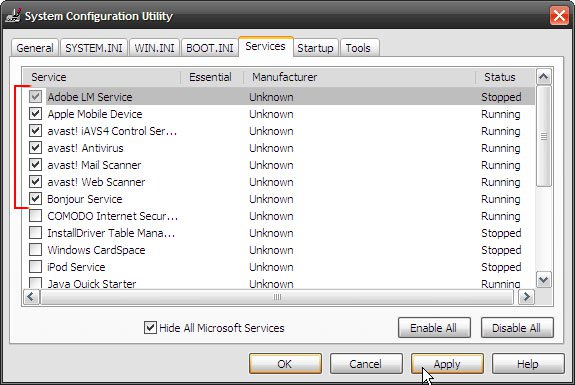 System Configuration Utility
General SYSTEM.INI WIN.INI BOOT.INI Services Startup Tools
Service Essential Manufacturer Status
Adobe LM Service Unknown Stopped
Apple Mobile Device Unknown Running
avast! iAVS4 Control Ser... Unknown Running
avast! Antivirus Unknown Running
avast! Mail Scanner Unknown Running
avast! Web Scanner Unknown Running
Bonjour Service Unknown Running
COMODO Internet Secur... Unknown Running
InstallDriver Table Mana... Unknown Stopped
Windows CardSpace Unknown Stopped
iPod Service Unknown Stopped
Java Quick Starter Unknown Running
Hide All Microsoft Services Enable All Disable All
OK Cancel Apply Help